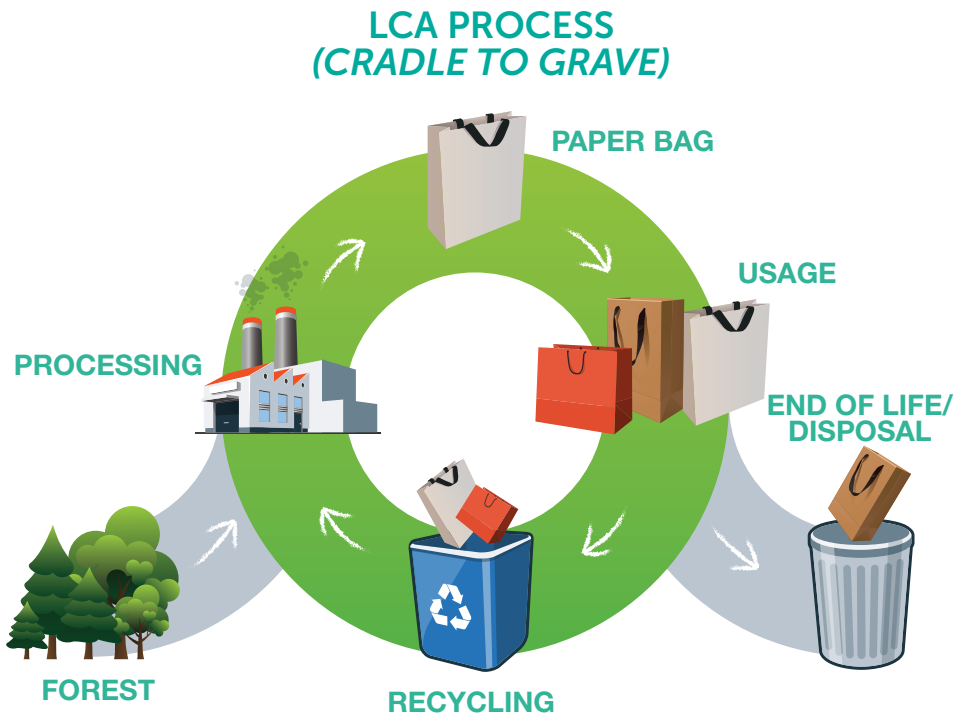 LCA PROCESS
(CRADLE TO GRAVE)
PAPER BAG
USAGE
PROCESSING
END OF LIFE/
DISPOSAL
FOREST
RECYCLING